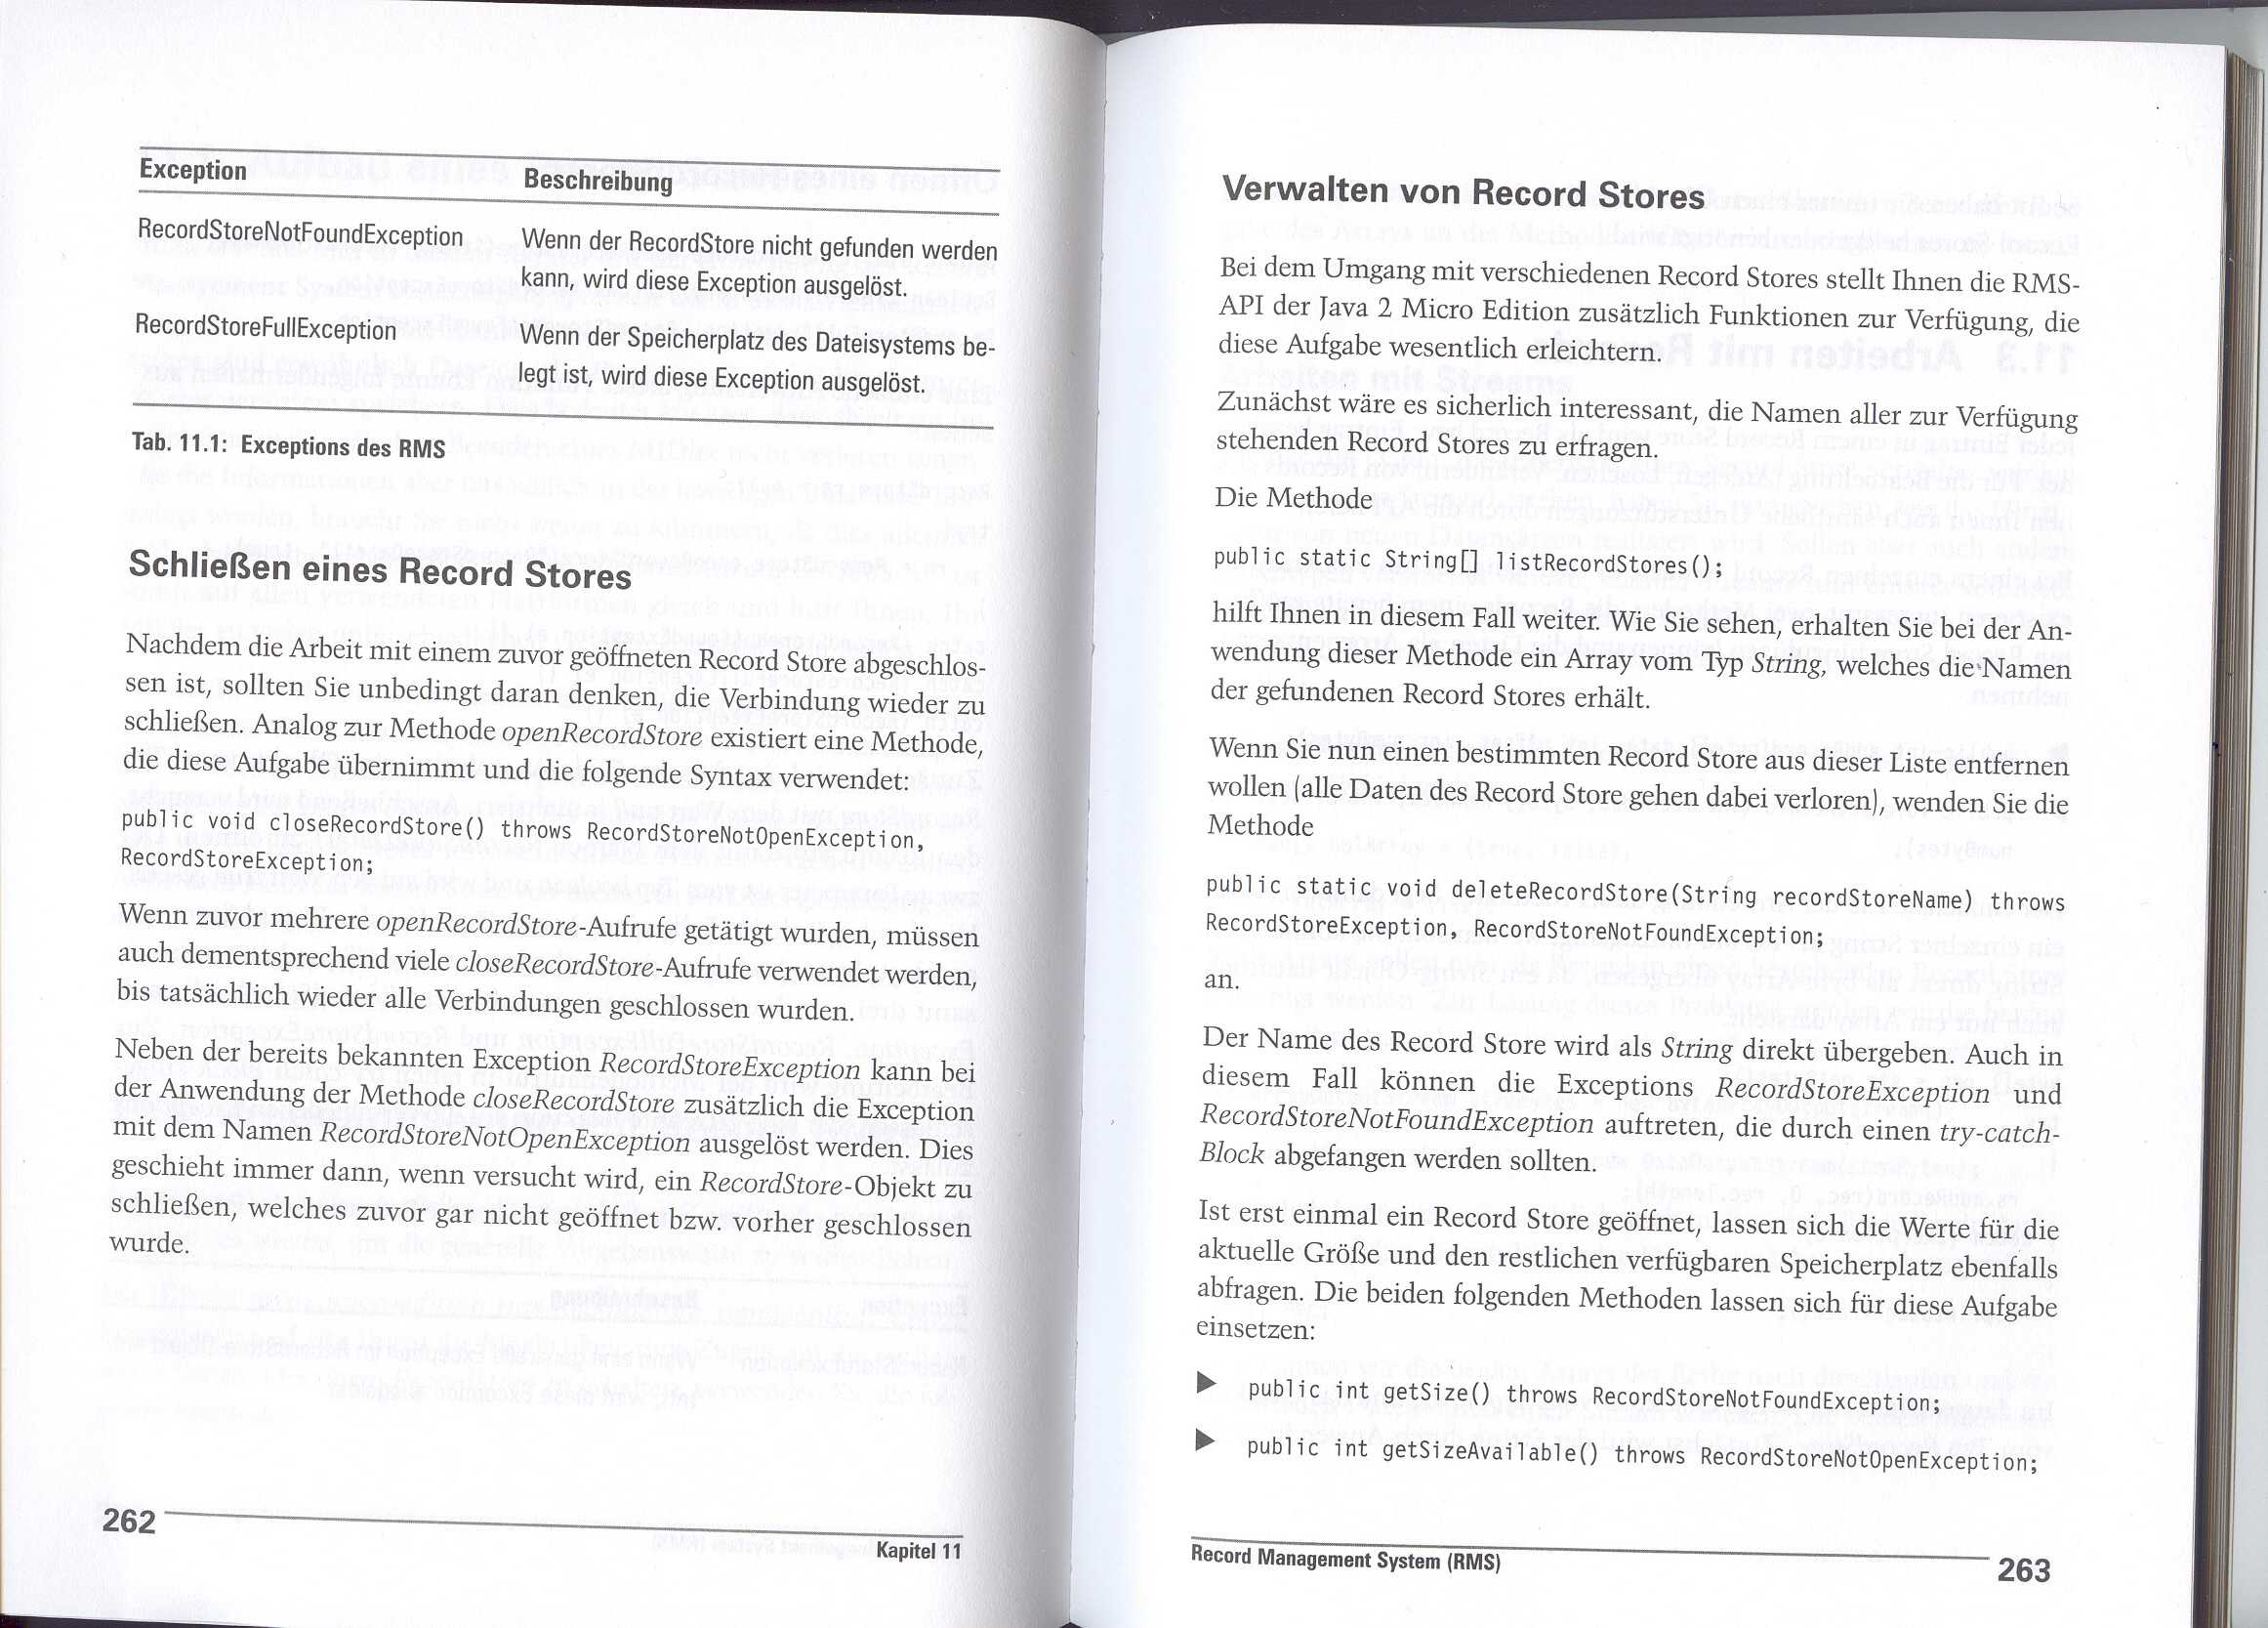 Exception Beschreibung
RecordStoreNotFoundException Wenn der RecordStore nicht gefunden werden
kann, wird diese Exception ausgelöst.
RecordStoreFullException Wenn der Speicherplatz des Dateisystems be-
legt ist, wird diese Exception ausgelöst.
Tab. 11.1: Exceptions des RMS
Schließen eines Record Stores
Nachdem die Arbeit mit einem zuvor geöffneten Record Store abgeschlos-
sen ist, sollten Sie unbedingt daran denken, die Verbindung wieder zu
schließen. Analog zur Methode openRecordStore existiert eine Methode,
die diese Aufgabe übernimmt und die folgende Syntax verwendet:
public void closeRecordStore() throws RecordStoreNotOpenException,
RecordStoreException;
Wenn zuvor mehrere openRecordStore-Aufrufe getätigt wurden, müssen
auch dementsprechend viele closeRecordStore-Aufrufe verwendet werden,
bis tatsächlich wieder alle Verbindungen geschlossen wurden.
Neben der bereits bekannten Exception RecordStoreException kann bei
der Anwendung der Methode closeRecordStore zusätzlich die Exception
mit dem Namen RecordStoreNotOpenException ausgelöst werden. Dies
geschieht immer dann, wenn versucht wird, ein RecordStore-Objekt zu
schließen, welches zuvor gar nicht geöffnet bzw. vorher geschlossen
wurde.
262
Kapitel 11
Verwalten von Record Stores
Bei dem Umgang mit verschiedenen Record Stores stellt Ihnen die RMS-
API der Java 2 Micro Edition zusätzlich Funktionen zur Verfügung, die
diese Aufgabe wesentlich erleichtern.
Zunächst wäre es sicherlich interessant, die Namen aller zur Verfügung
stehenden Record Stores zu erfragen.
Die Methode
public static String[] listRecordStores();
hilft Ihnen in diesem Fall weiter. Wie Sie sehen, erhalten Sie bei der An-
wendung dieser Methode ein Array vom Typ String, welches die Namen
der gefundenen Record Stores erhält.
Wenn Sie nun einen bestimmten Record Store aus dieser Liste entfernen
wollen (alle Daten des Record Store gehen dabei verloren), wenden Sie die
Methode
public static void deleteRecordStore(String recordStoreName) throws
RecordStoreException, RecordStoreNotFoundException;
an.
Der Name des Record Store wird als String direkt übergeben. Auch in
diesem Fall können die Exceptions RecordStoreException und
RecordStoreNotFoundException auftreten, die durch einen try-catch-
Block abgefangen werden sollten.
Ist erst einmal ein Record Store geöffnet, lassen sich die Werte für die
aktuelle Größe und den restlichen verfügbaren Speicherplatz ebenfalls
abfragen. Die beiden folgenden Methoden lassen sich für diese Aufgabe
einsetzen:
▶ public int getSize() throws RecordStoreNotFoundException;
▶ public int getSizeAvailable() throws RecordStoreNotOpenException;
Record Management System (RMS)
263